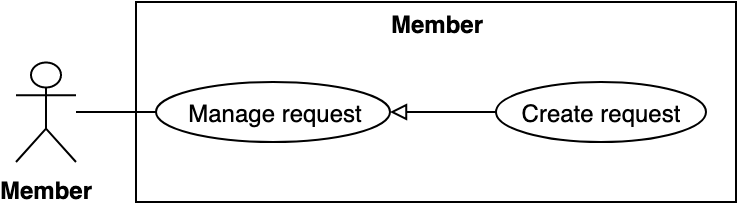 Member
Manage request
Create request
Member